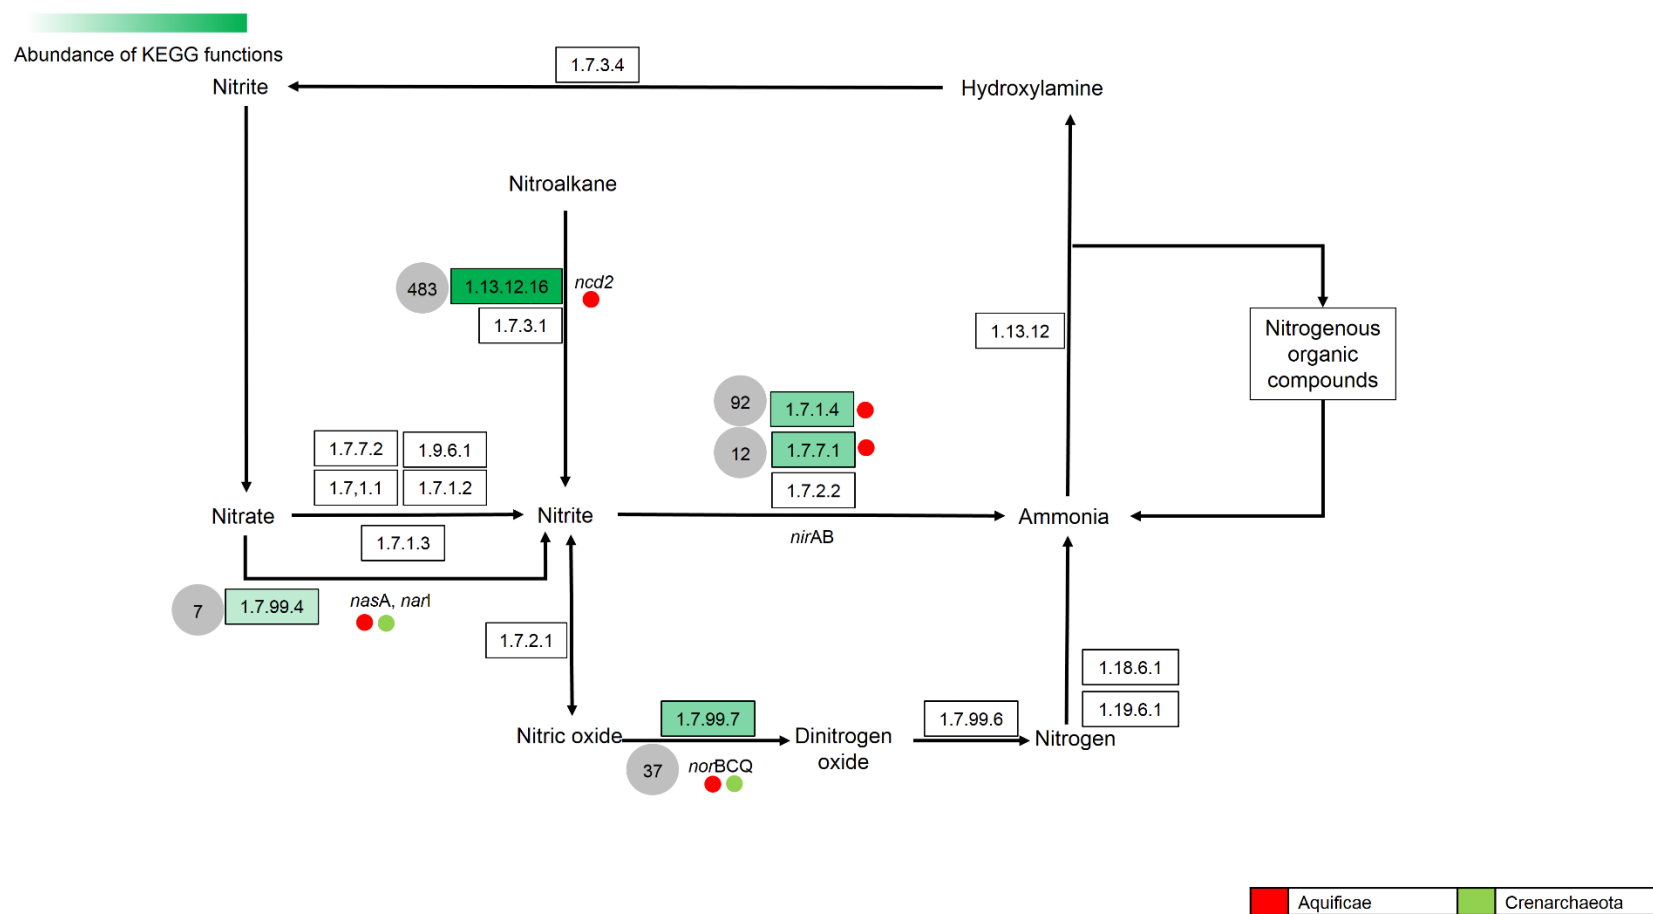 Abundance of KEGG functions
1.7.3.4
Nitrite
Hydroxylamine
Nitroalkane
483
1.13.12.16
ncd2
1.7.3.1
1.13.12
Nitrogenous
organic
compounds
92
1.7.1.4
12
1.7.7.1
1.7.2.2
1.7.7.2
1.9.6.1
1.7,1.1
1.7.1.2
Nitrate
Nitrite
Ammonia
1.7.1.3
nirAB
7
1.7.99.4
nasA, narI
1.7.2.1
1.18.6.1
1.19.6.1
1.7.99.7
1.7.99.6
Nitric oxide
Dinitrogen
oxide
Nitrogen
37
norBCQ
Aquificae
Crenarchaeota